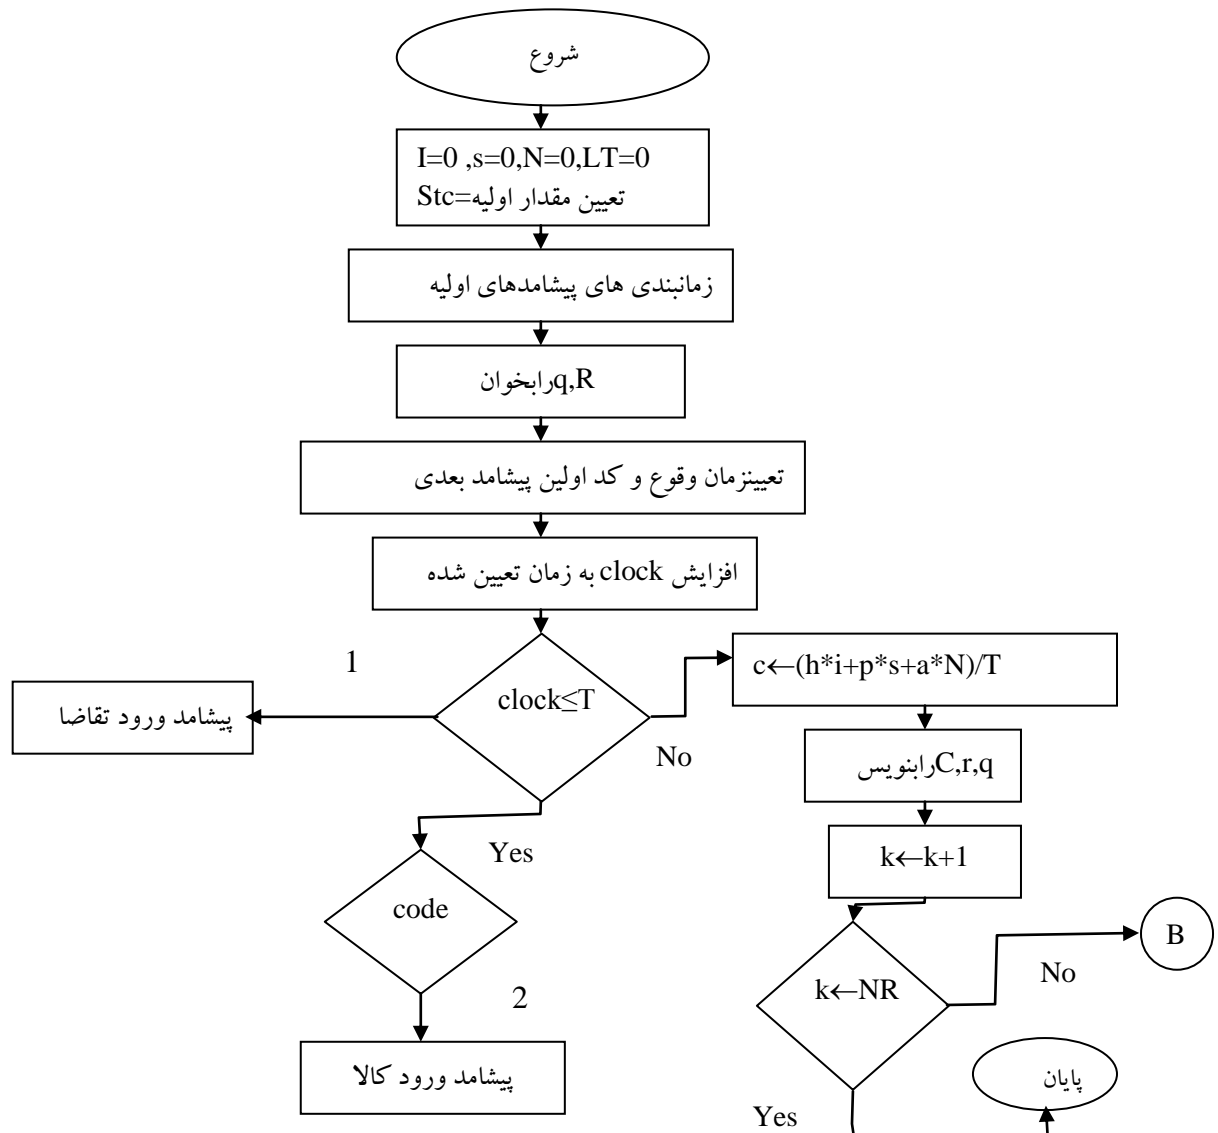 شروع
I=0 ,s=0,N=0,LT=0
Stc=تعیین مقدار اولیه
زمانبندی های پیشامدهای اولیه
q,Rرابخوان
تعیینزمان وقوع و کد اولین پیشامد بعدی
افزایش clock به زمان تعیین شده
1
clock≤T
c←(h*i+p*s+a*N)/T
پیشامد ورود تقاضا
No
C,r,qرابنویس
Yes
k←k+1
code
B
k←NR
No
2
پیشامد ورود کالا
پایان
Yes